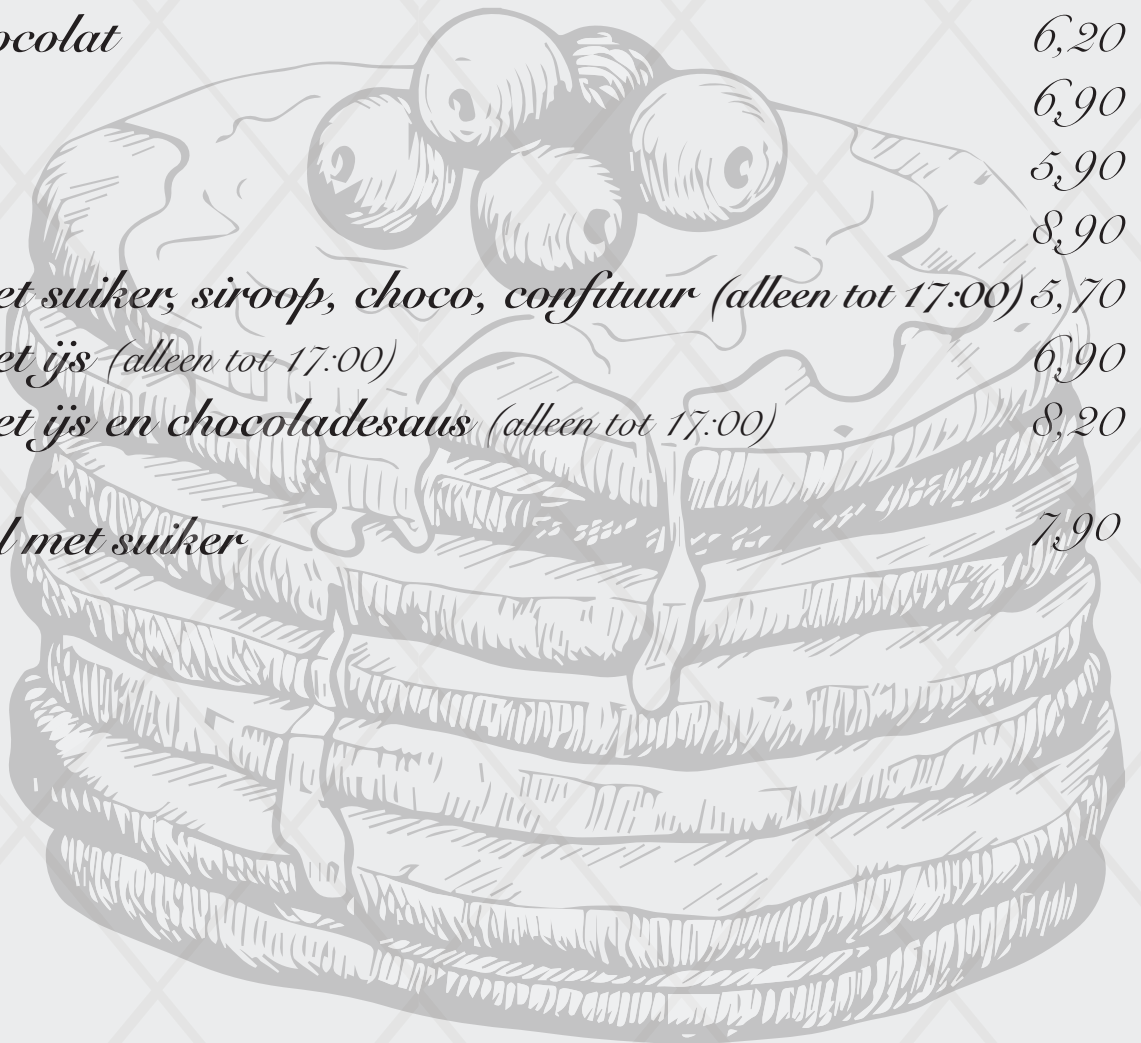 ocolat 6,20
6,90
5,90
8,90
et suiker, siroop, choco, confituur (alleen tot 17:00) 5,70
et ijs (alleen tot 17:00) 6,90
et ijs en chocoladesaus (alleen tot 17:00) 8,20
l met suiker 7,90